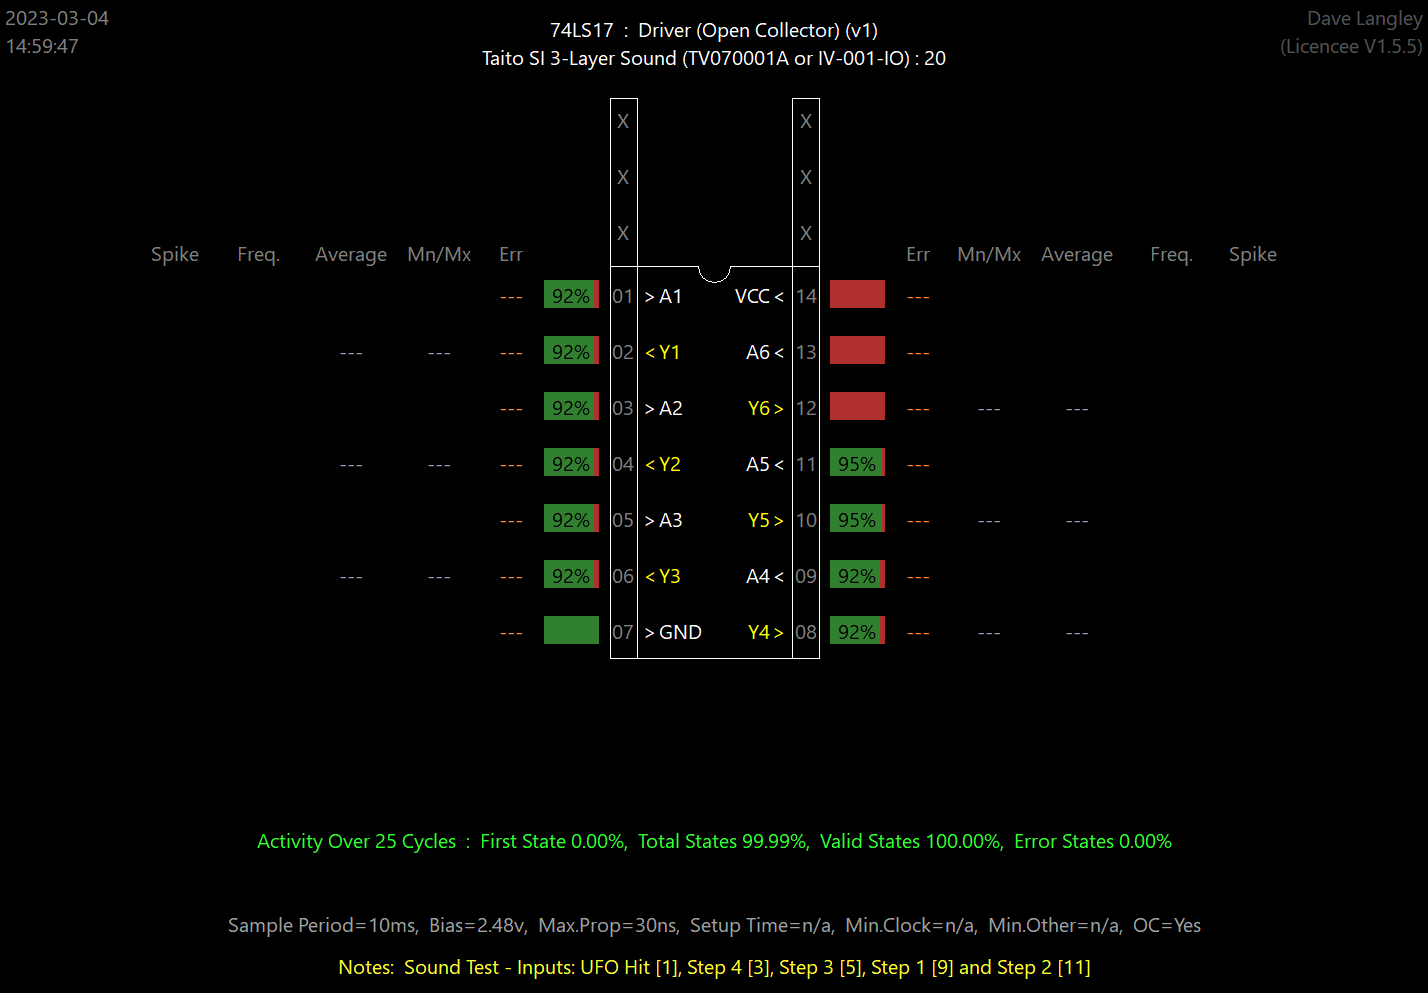 2023-03-04
14:59:47
74LS17 : Driver (Open Collector) (v1)
Taito SI 3-Layer Sound (TV070001A or IV-001-IO) : 20
Dave Langley
(Licencee V1.5.5)
X X
X X
X X
Spike Freq. Average Mn/Mx Err Err Mn/Mx Average Freq. Spike
--- 92% 01 > A1 VCC < 14 ---
--- --- --- 92% 02 < Y1 A6 < 13 ---
--- 92% 03 > A2 Y6 > 12 --- --- ---
--- --- --- 92% 04 < Y2 A5 < 11 95% ---
--- 92% 05 > A3 Y5 > 10 95% --- --- ---
--- --- --- 92% 06 < Y3 A4 < 09 92% ---
--- 07 > GND Y4 > 08 92% --- --- ---
Activity Over 25 Cycles : First State 0.00%, Total States 99.99%, Valid States 100.00%, Error States 0.00%
Sample Period=10ms, Bias=2.48v, Max.Prop=30ns, Setup Time=n/a, Min.Clock=n/a, Min.Other=n/a, OC=Yes
Notes: Sound Test - Inputs: UFO Hit [1], Step 4 [3], Step 3 [5], Step 1 [9] and Step 2 [11]